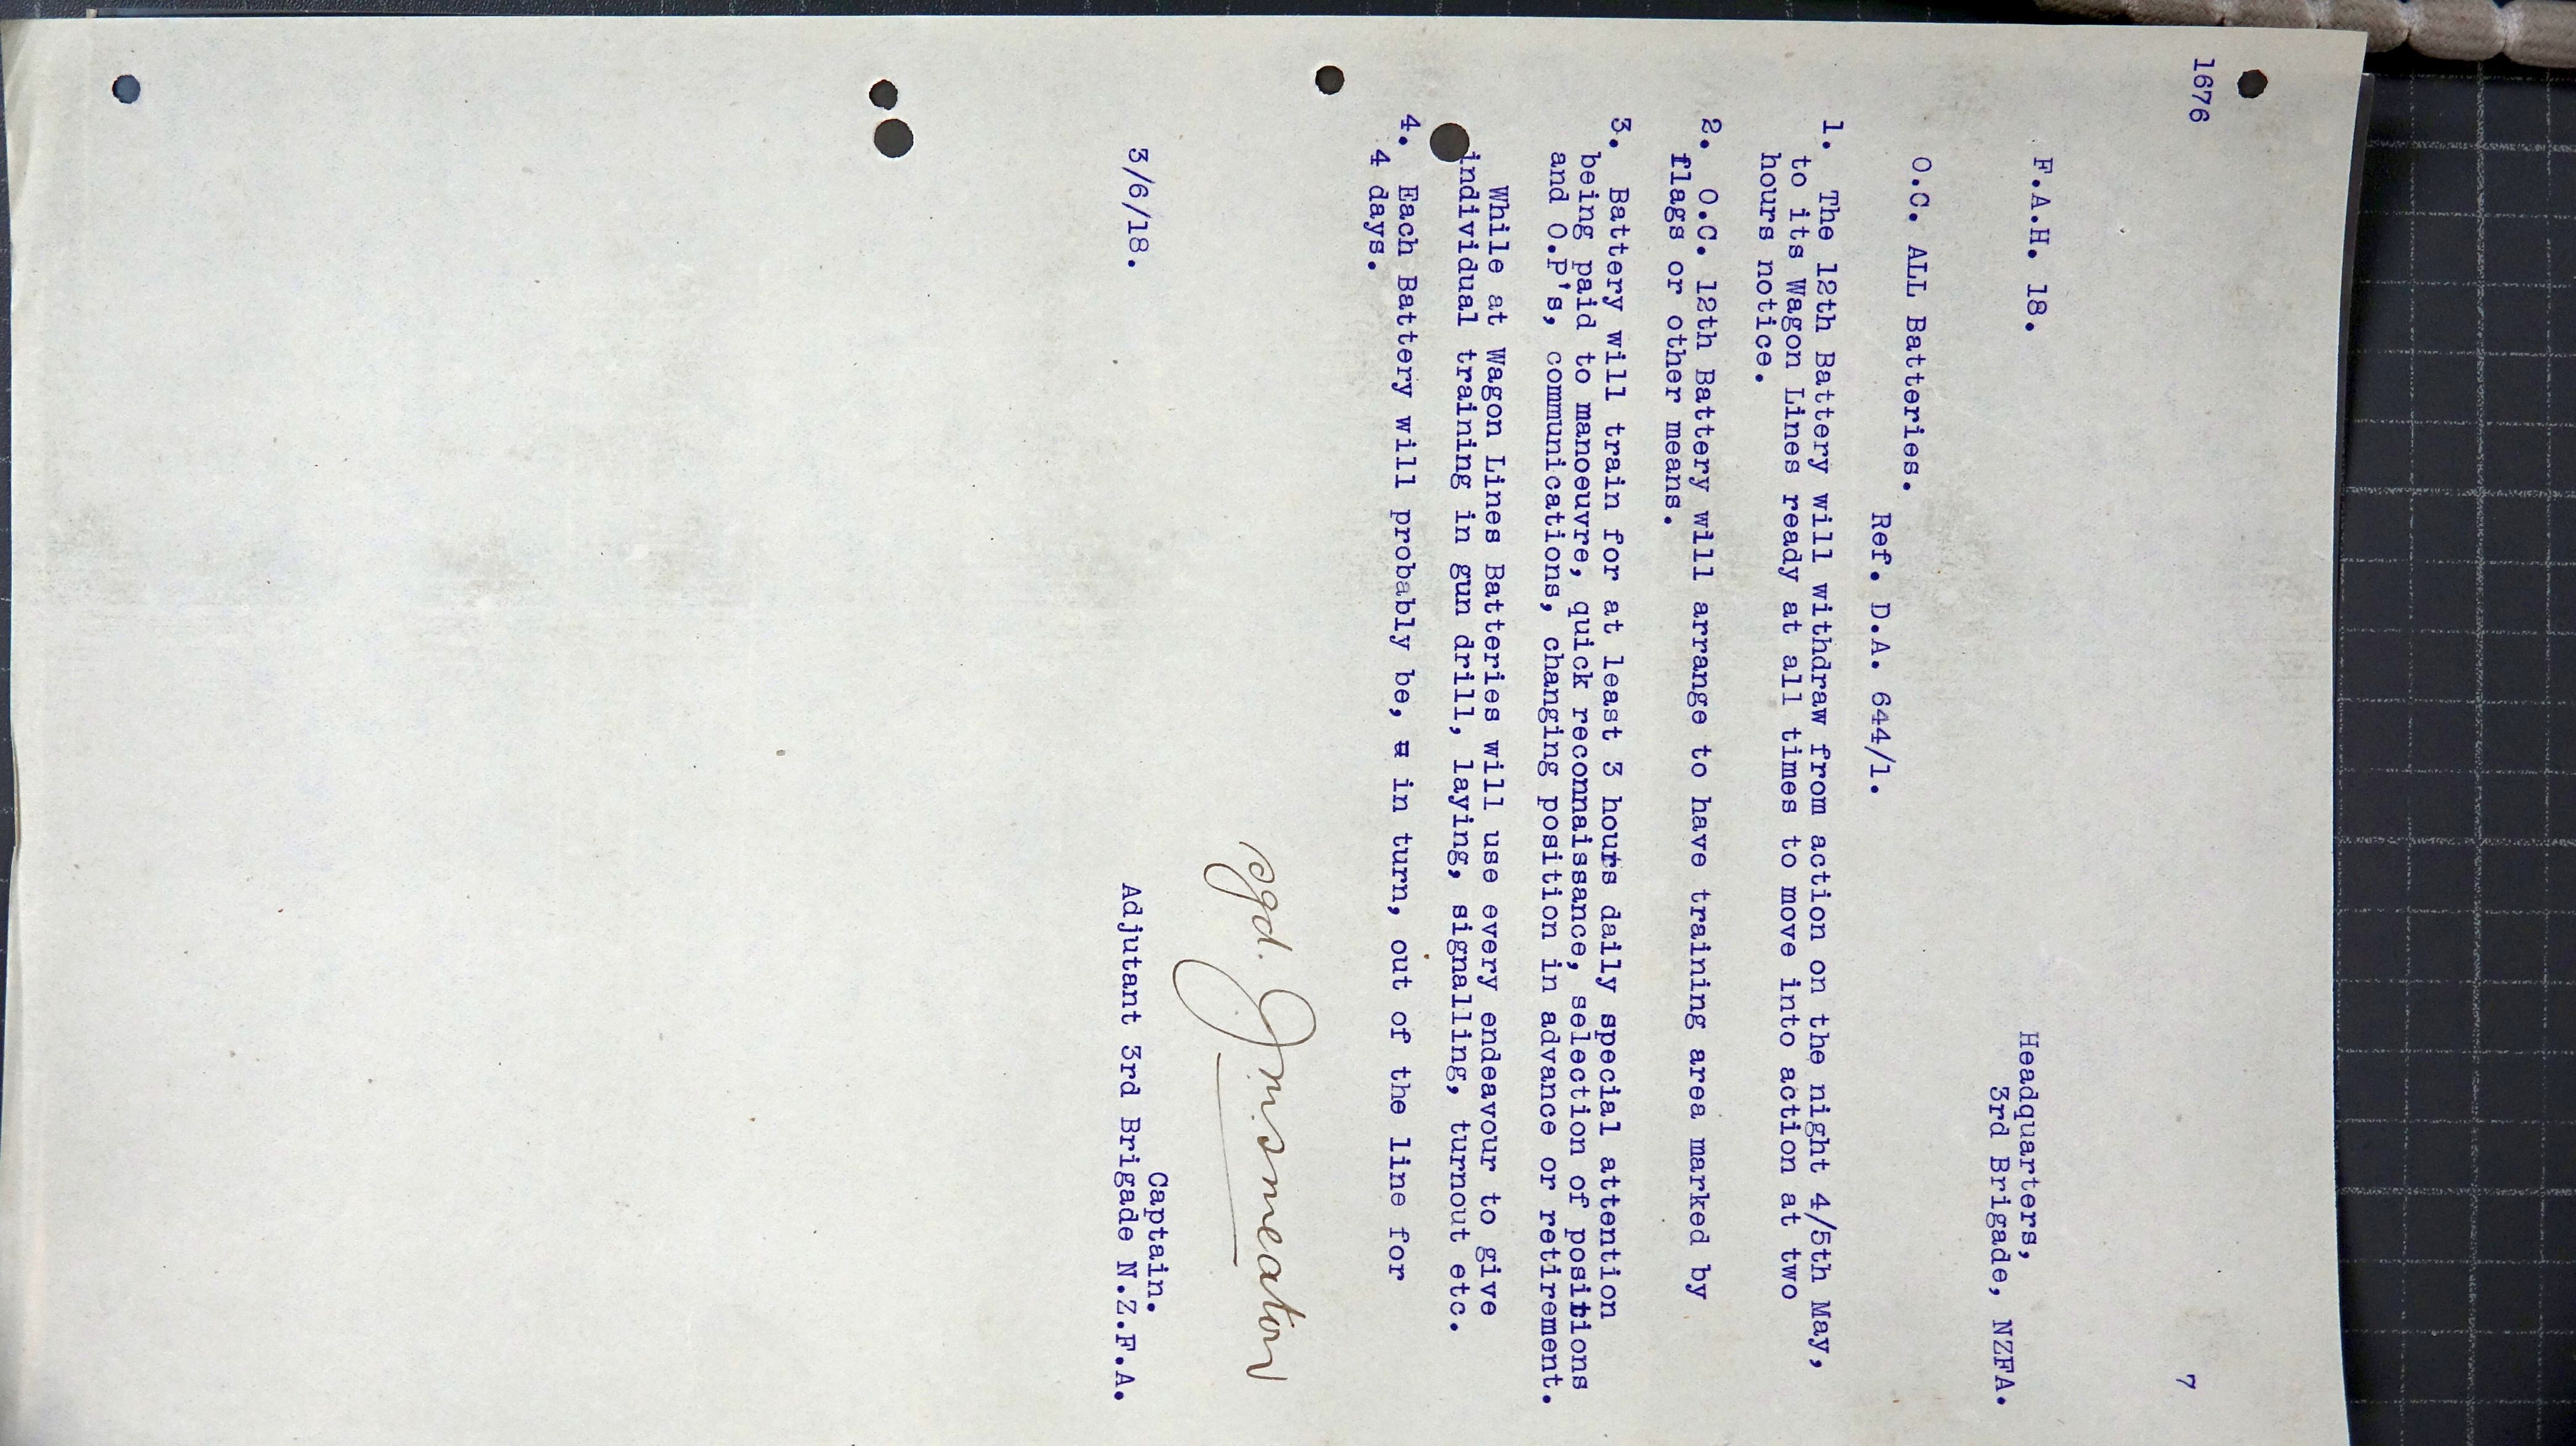 1676 7
F.A.H. 18.
Headquarters,
3rd Brigade, NZFA.
O.C. ALL Batteries.
Ref. D.A. 644/1.
1. The 12th Battery will withdraw from action on the night 4/5th May,
to its Wagon Lines ready at all times to move into action at two
hours notice.
2. O.C. 12th Battery will arrange to have training area marked by
flags or other means.
3. Battery will train for at least 3 hours daily special attention
being paid to manoeuvre, quick reconnaissance, selection of positions
and O.P's, communications, changing position in advance or retirement.
While at Wagon Lines Batteries will use every endeavour to give
individual training in gun drill, laying, signalling, turnout etc.
4. Each Battery will probably be, in turn, out of the line for
4 days.
sgd. J.M. Smeaton
Captain.
3/6/18. Adjutant 3rd Brigade N.Z.F.A.